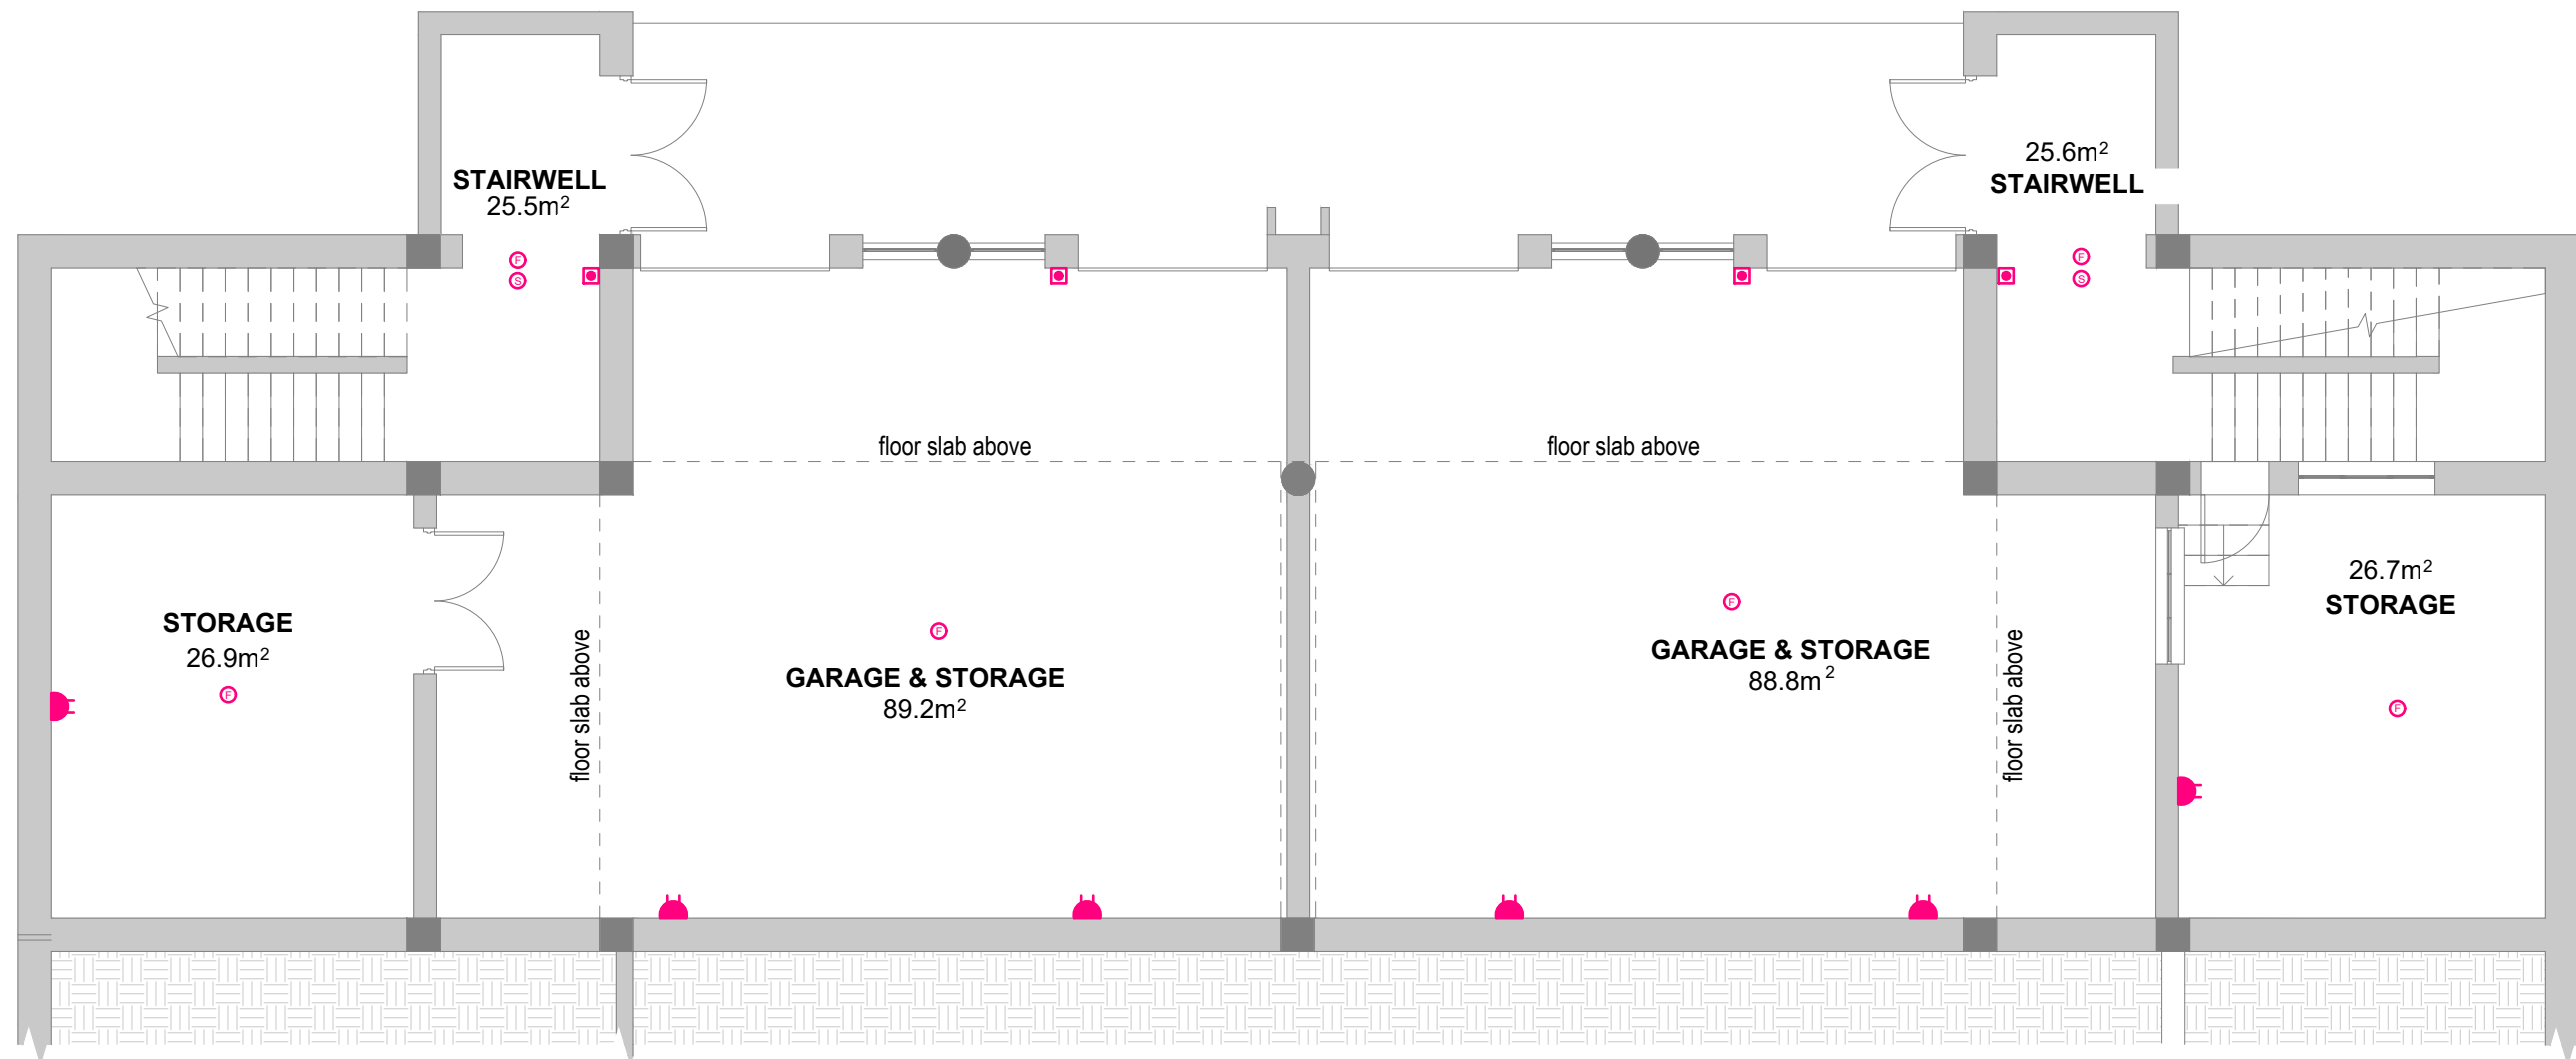 STAIRWELL
25.5m²
25.6m²
STAIRWELL
F
S
F
S
floor slab above
floor slab above
STORAGE
26.9m²
F
floor slab above
F
GARAGE & STORAGE
89.2m²
F
GARAGE & STORAGE
88.8m²
floor slab above
26.7m²
STORAGE
F